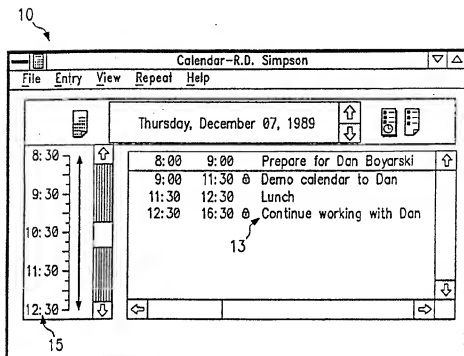 10
Calendar–R.D. Simpson
File Entry View Repeat Help
Thursday, December 07, 1989
8:30
9:30
10:30
11:30
12:30
8:00 9:00 Prepare for Dan Boyarski
9:00 11:30 Demo calendar to Dan
11:30 12:30 Lunch
12:30 16:30 Continue working with Dan
13
15